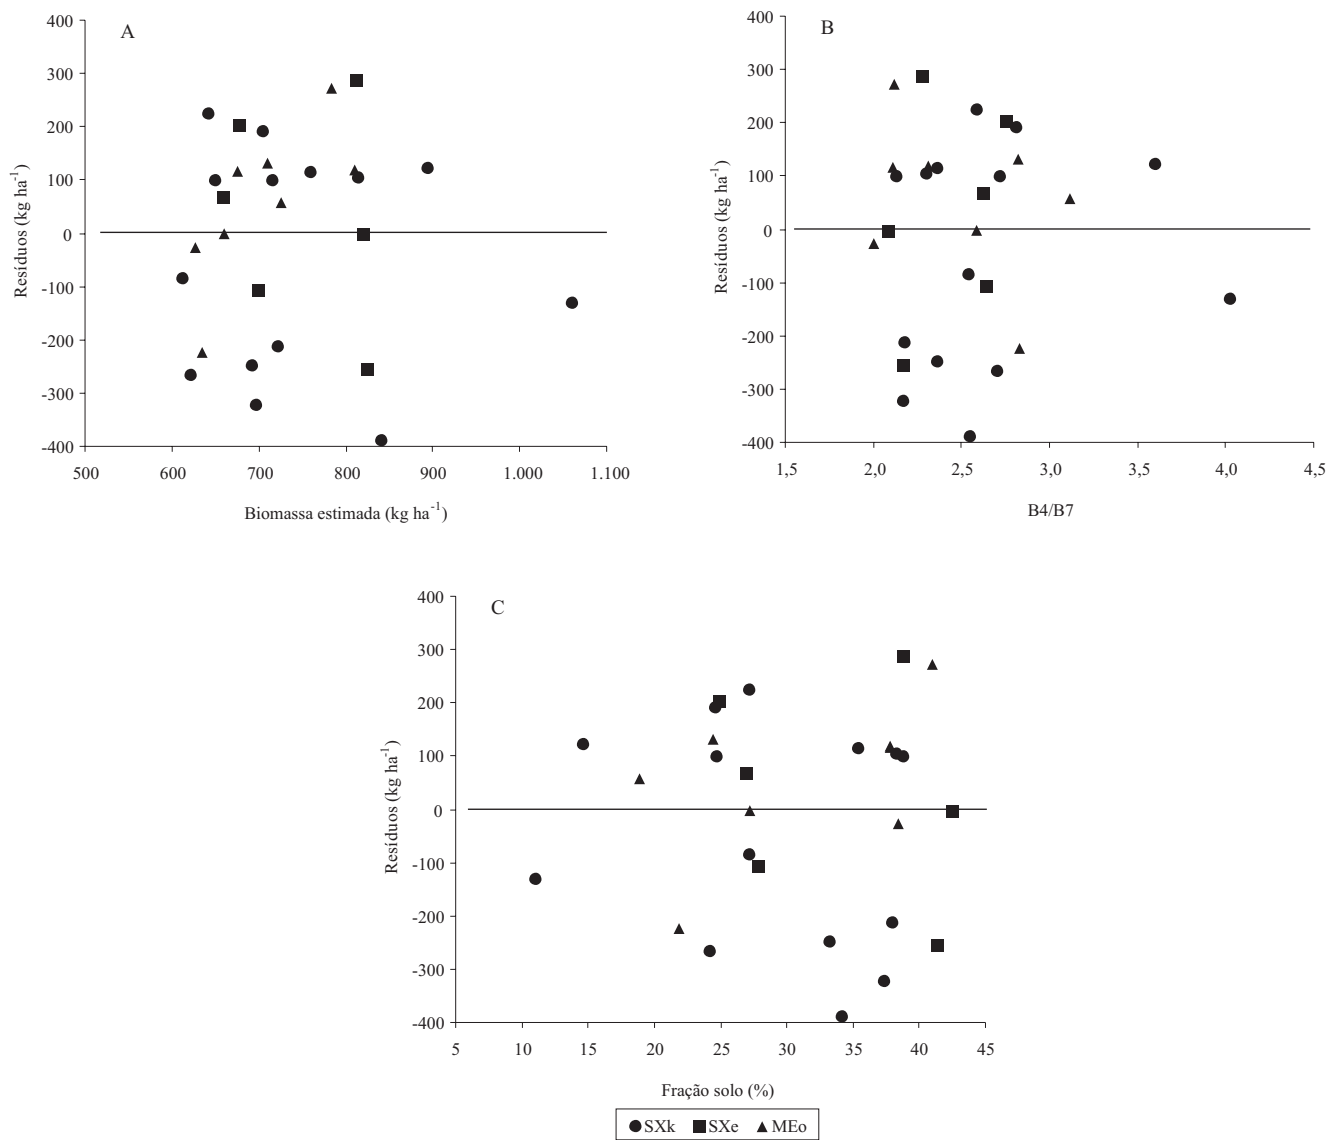 A
400
300
200
100
0
-100
-200
-300
-400
Resíduos (kg ha-1)
500 600 700 800 900 1.000 1.100
Biomassa estimada (kg ha-1)
B
400
300
200
100
0
-100
-200
-300
-400
Resíduos (kg ha-1)
1,5 2,0 2,5 3,0 3,5 4,0 4,5
B4/B7
C
400
300
200
100
0
-100
-200
-300
-400
Resíduos (kg ha-1)
5 10 15 20 25 30 35 40 45
Fração solo (%)
SXk SXe MEo